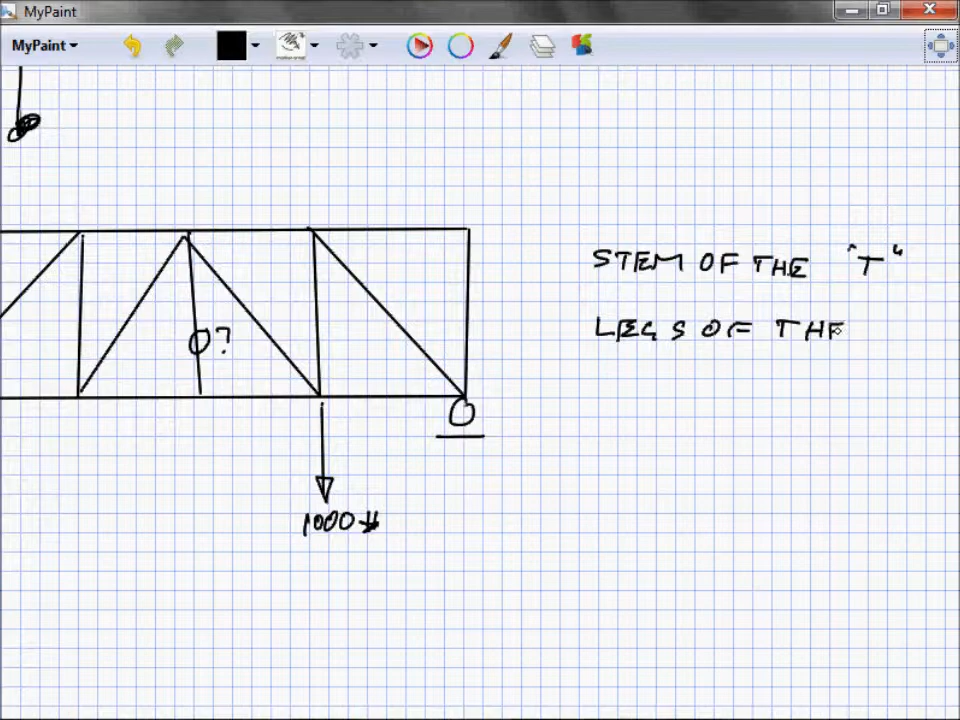 MyPaint
MyPaint
STEM OF THE "T"
LEGS OF THE
0?
1000 #